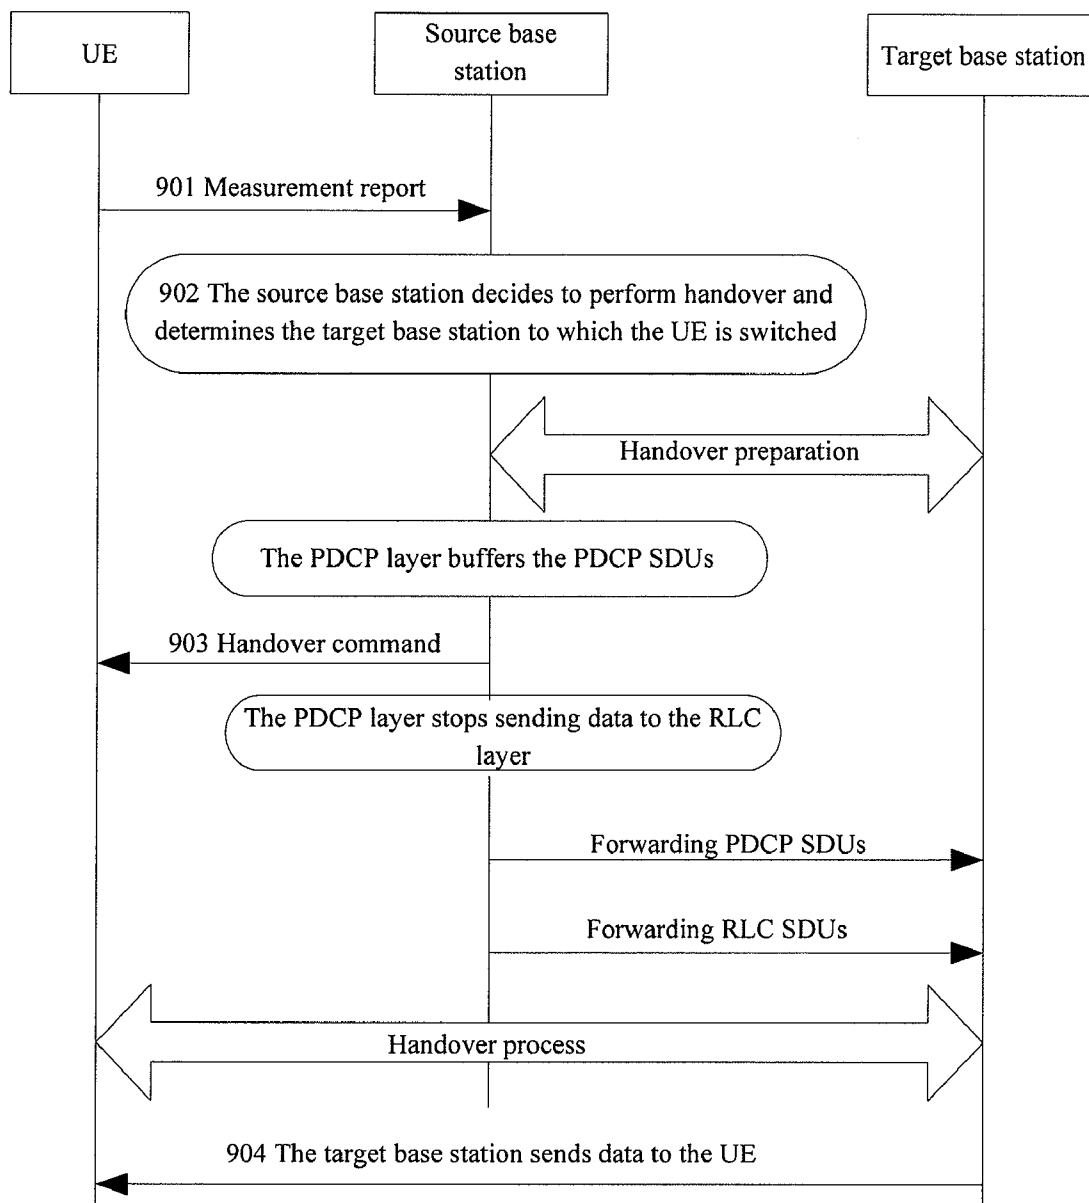 UE
Source base
station
Target base station
901 Measurement report
902 The source base station decides to perform handover and
determines the target base station to which the UE is switched
Handover preparation
The PDCP layer buffers the PDCP SDUs
903 Handover command
The PDCP layer stops sending data to the RLC
layer
Forwarding PDCP SDUs
Forwarding RLC SDUs
Handover process
904 The target base station sends data to the UE